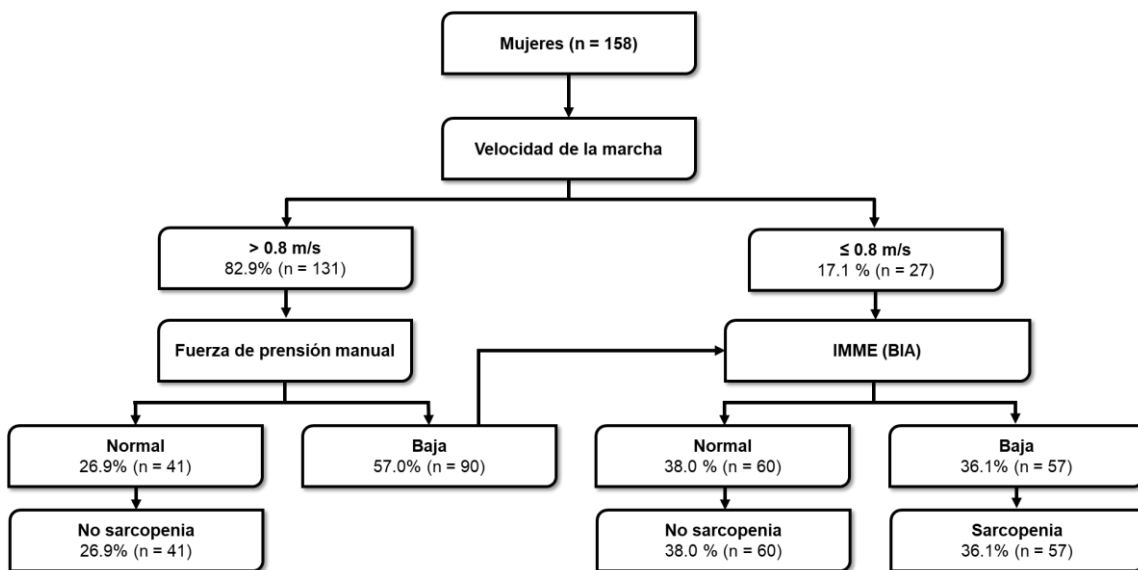 Mujeres (n = 158)
Velocidad de la marcha
> 0.8 m/s
82.9% (n = 131)
≤ 0.8 m/s
17.1 % (n = 27)
Fuerza de prensión manual
IMME (BIA)
Normal
26.9% (n = 41)
Baja
57.0% (n = 90)
Normal
38.0 % (n = 60)
Baja
36.1% (n = 57)
No sarcopenia
26.9% (n = 41)
No sarcopenia
38.0 % (n = 60)
Sarcopenia
36.1% (n = 57)